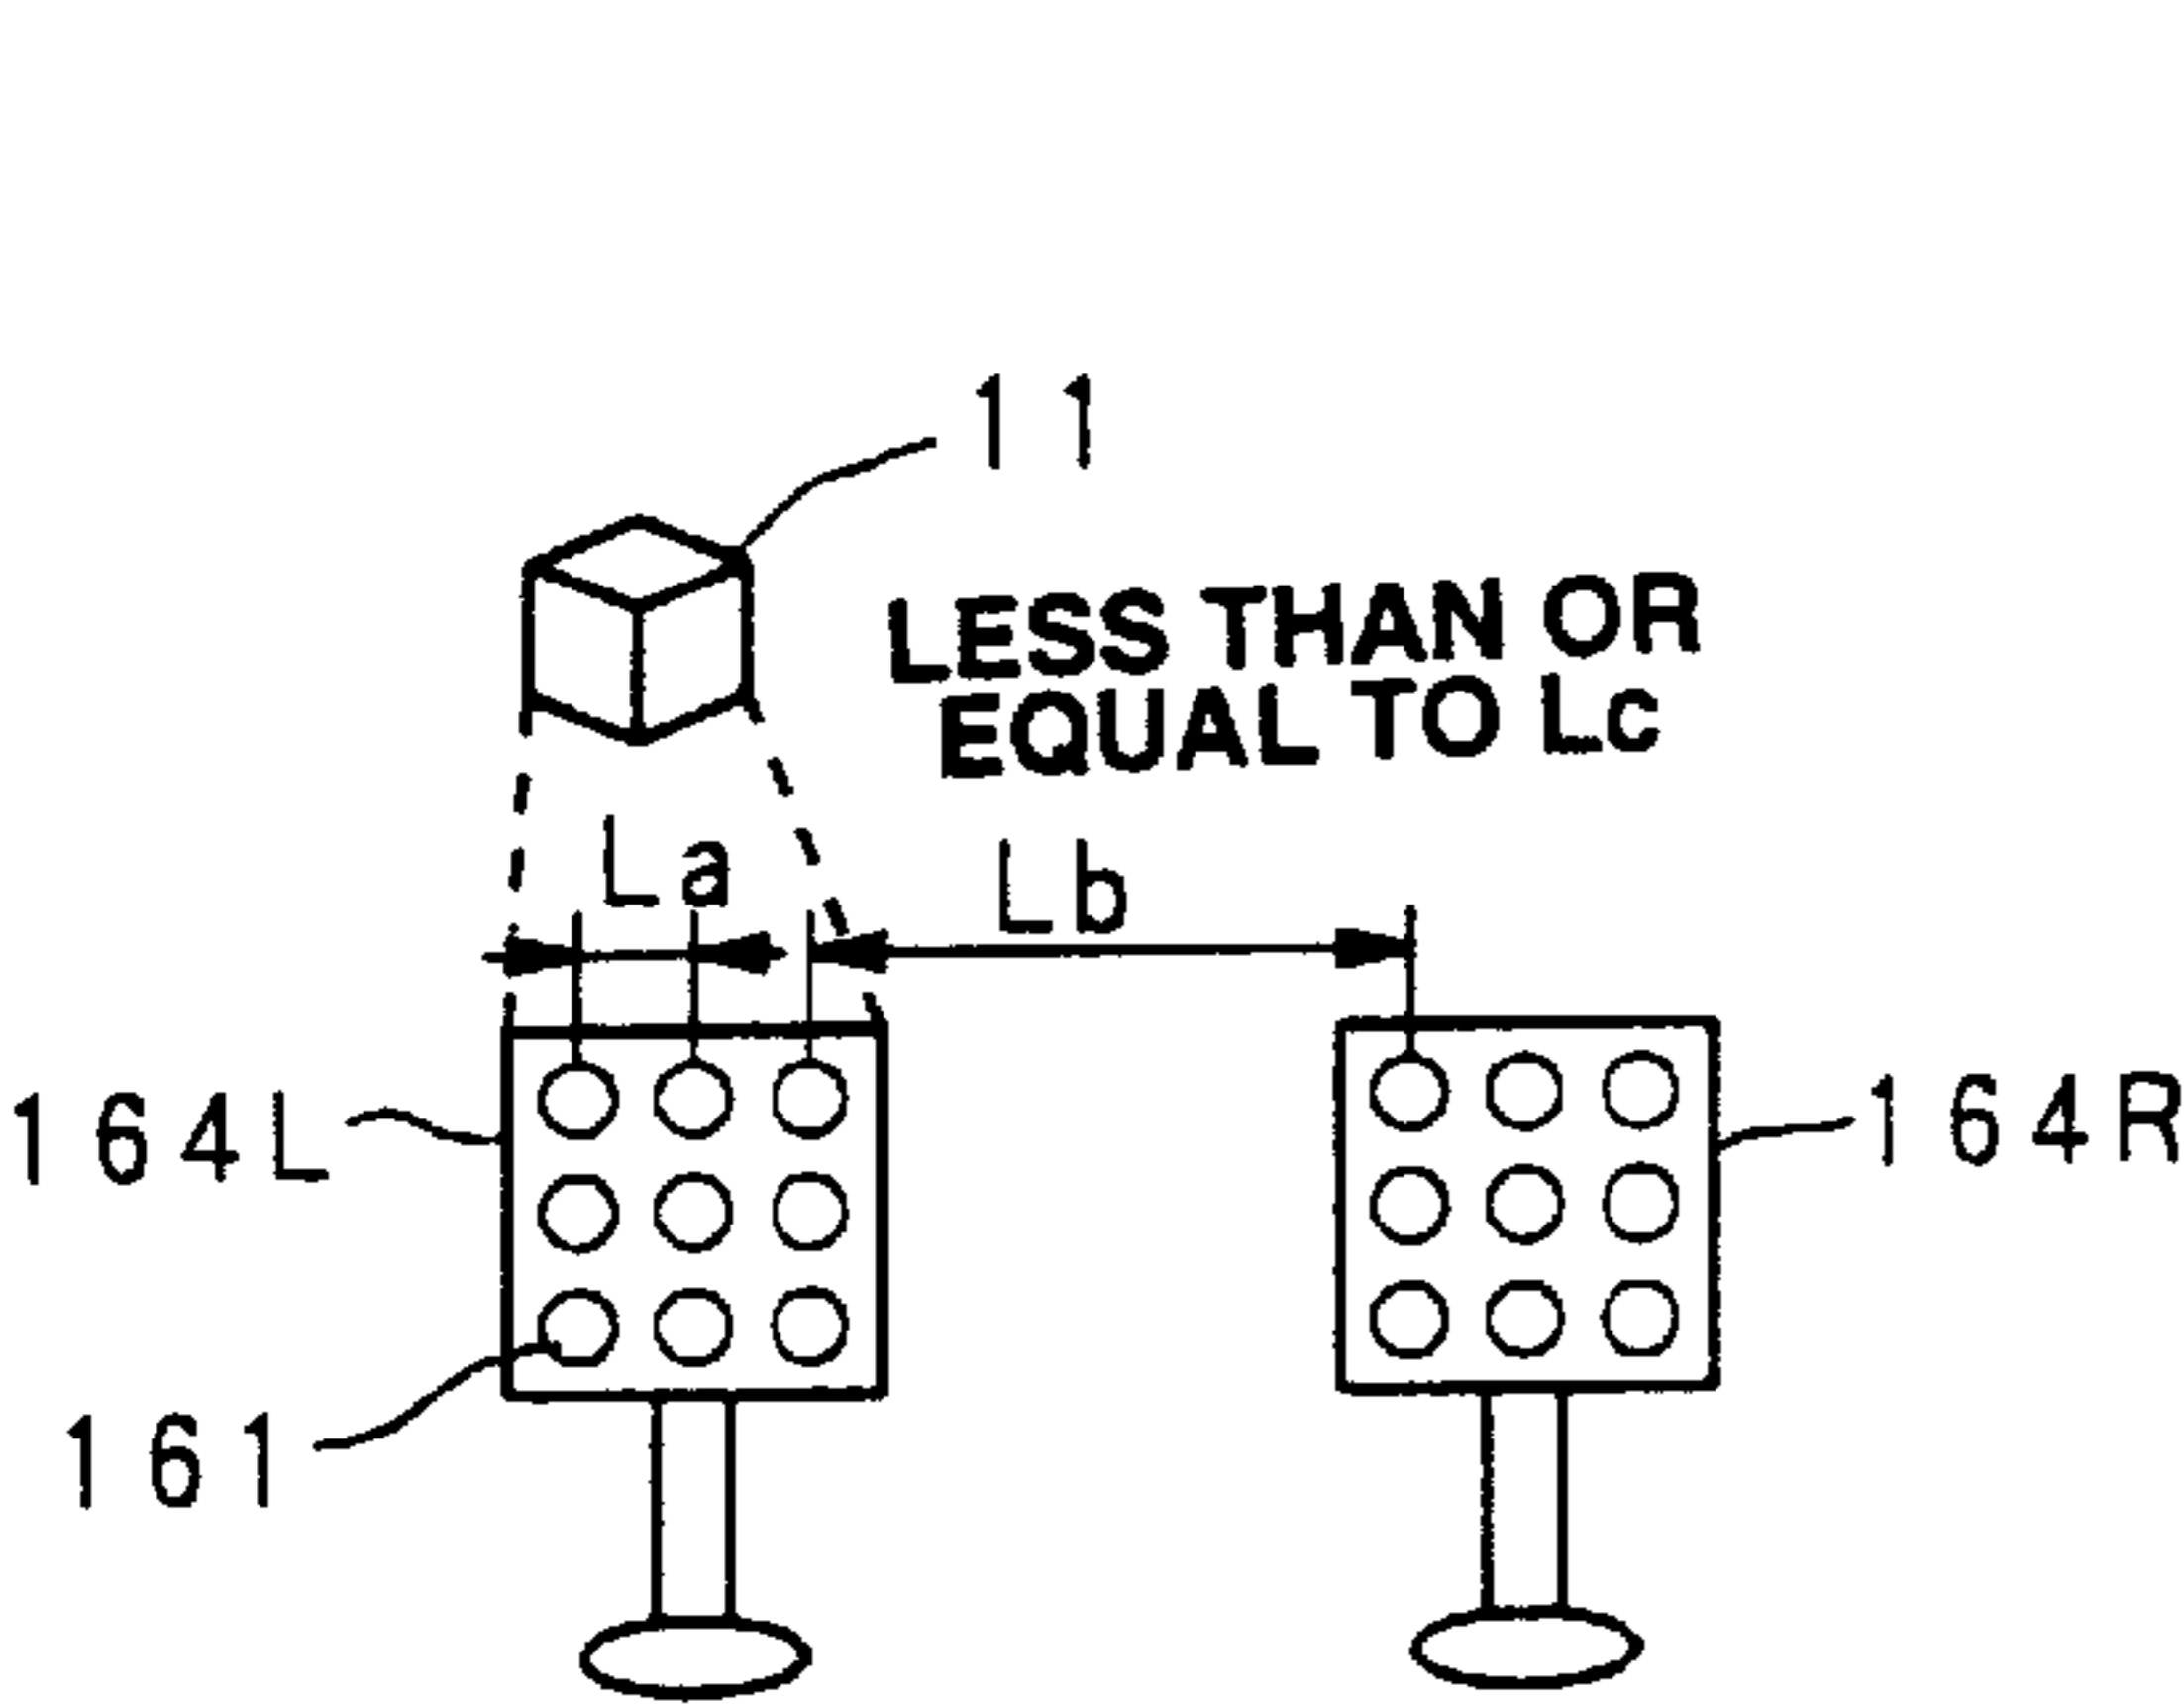 11
LESS THAN OR
EQUAL TO Lc
La
Lb
164L
164R
161